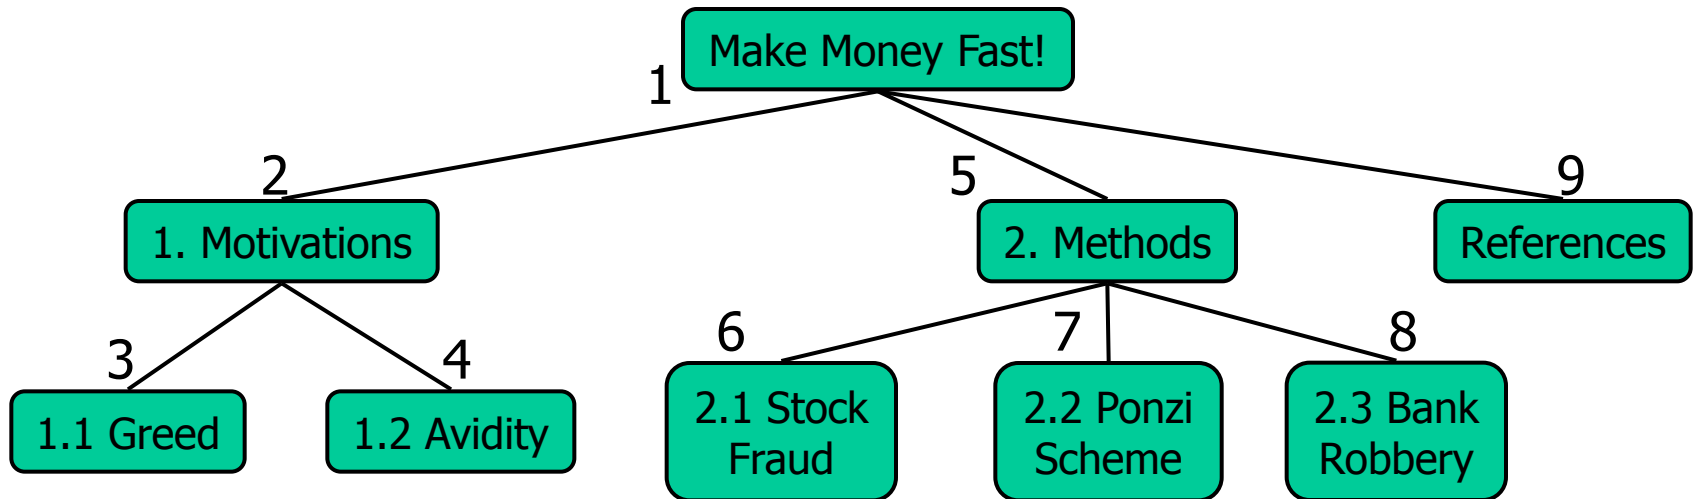 Make Money Fast!
1
2
5
9
1. Motivations
2. Methods
References
3
4
6
7
8
1.1 Greed
1.2 Avidity
2.1 Stock
Fraud
2.2 Ponzi
Scheme
2.3 Bank
Robbery